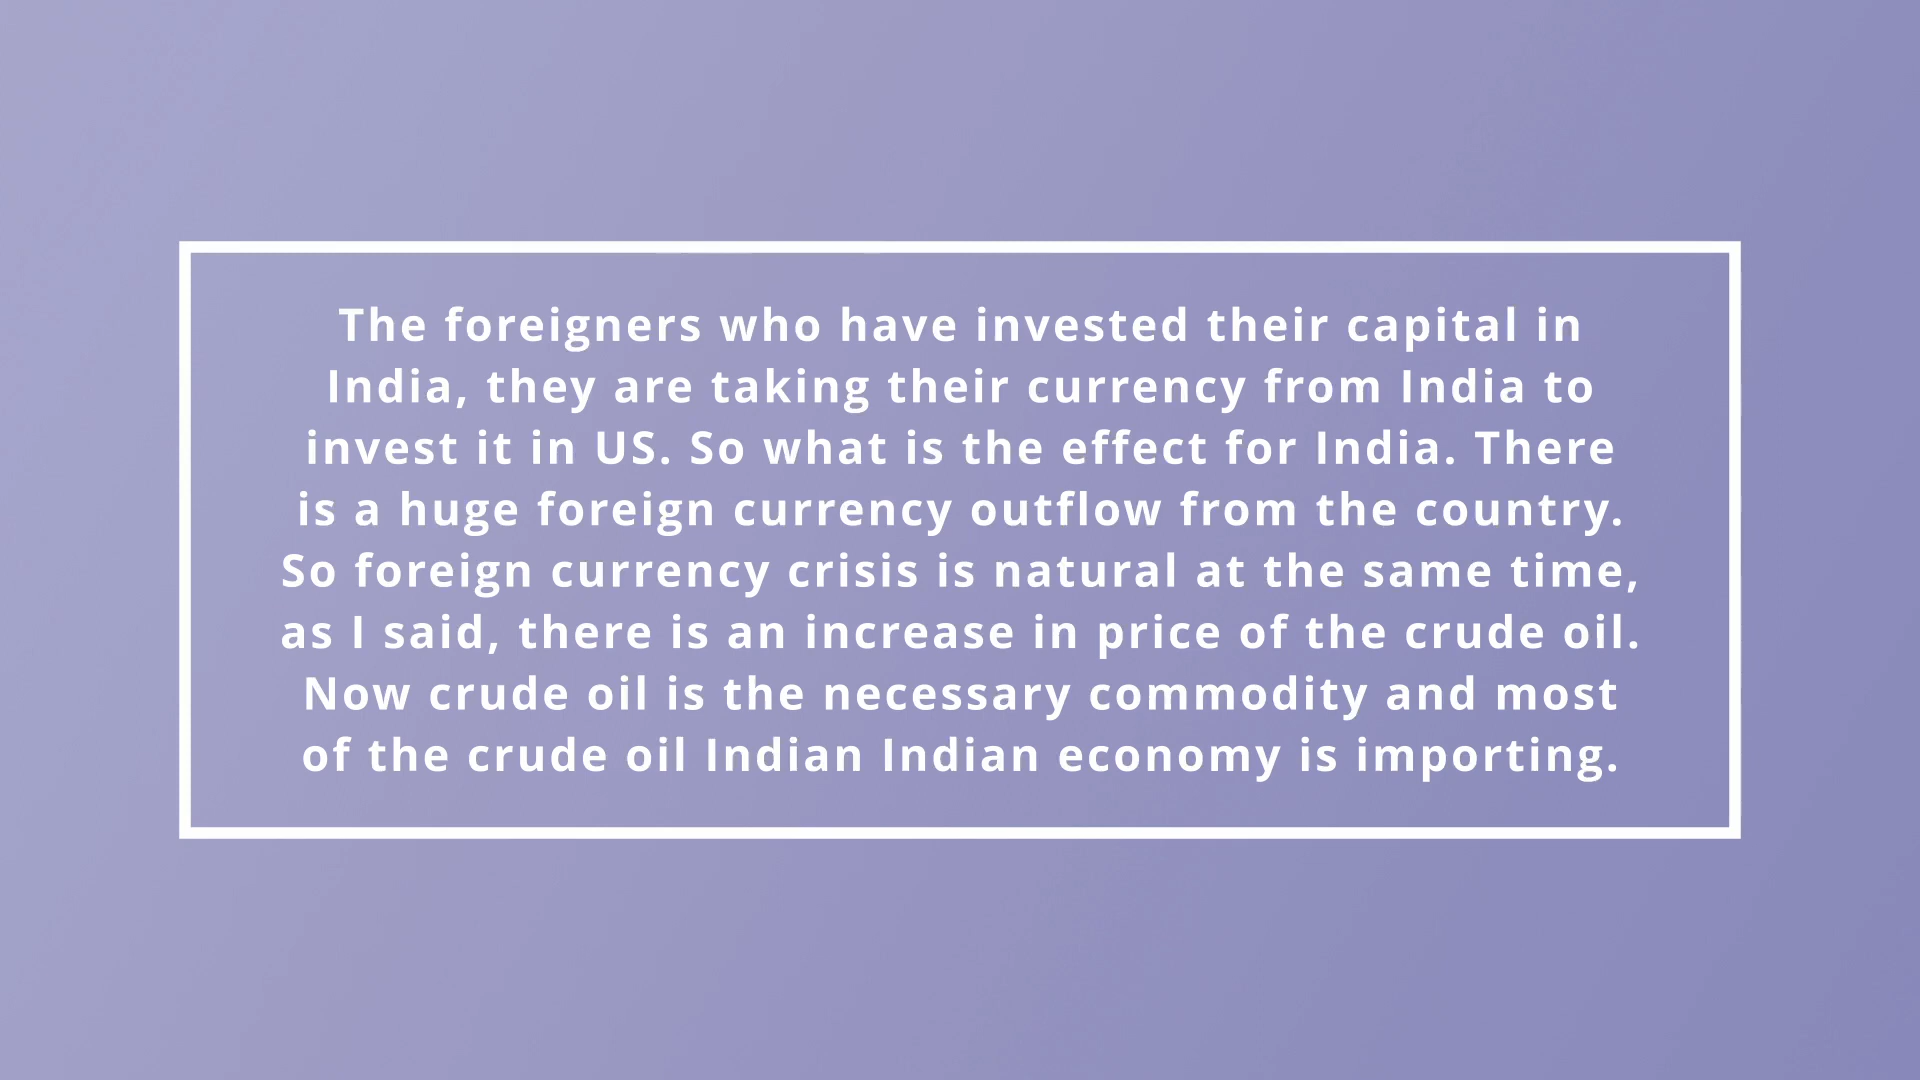 The foreigners who have invested their capital in
India, they are taking their currency from India to
invest it in US. So what is the effect for India. There
is a huge foreign currency outflow from the country.
So foreign currency crisis is natural at the same time,
as I said, there is an increase in price of the crude oil.
Now crude oil is the necessary commodity and most
of the crude oil Indian Indian economy is importing.